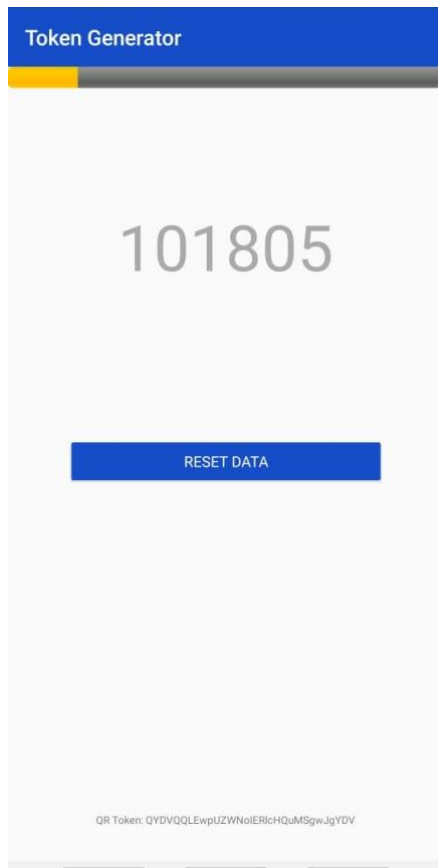 Token Generator
101805
RESET DATA
QR Token: QYDVQQLEwpUZWNoIERlcHQuMSgwJgYDV